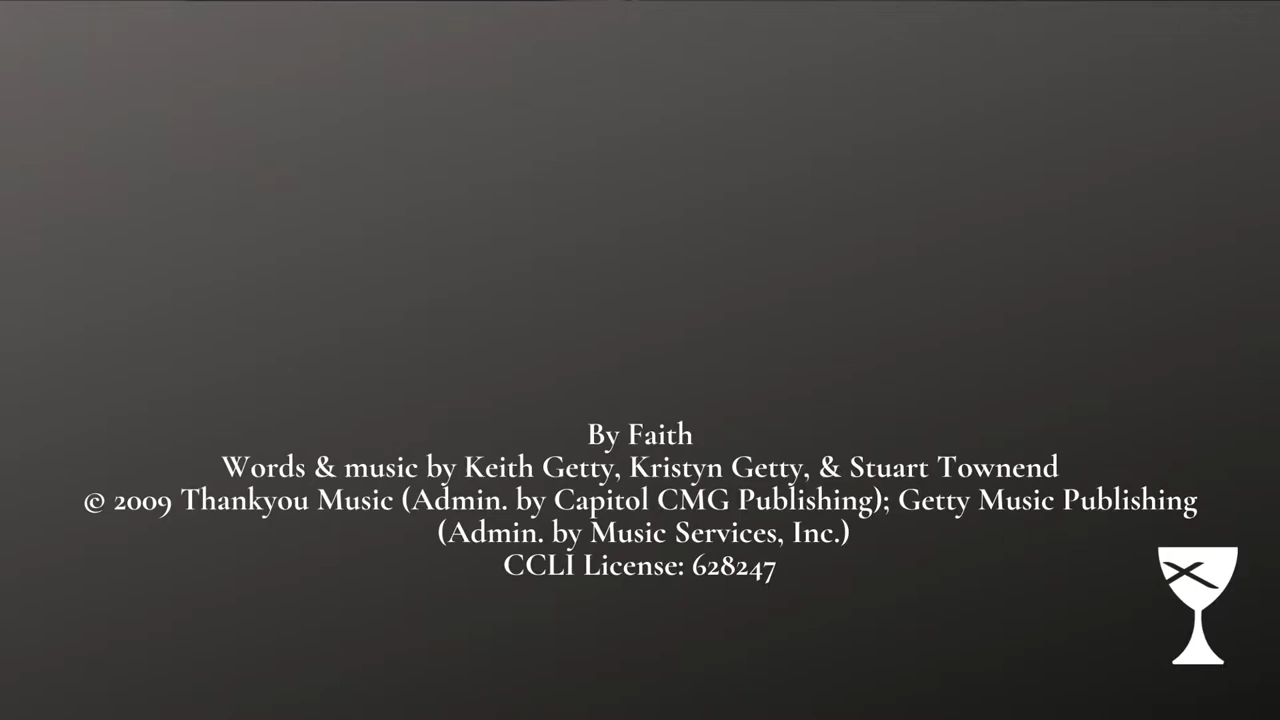 By Faith
Words & music by Keith Getty, Kristyn Getty, & Stuart Townend
© 2009 Thankyou Music (Admin. by Capitol CMG Publishing); Getty Music Publishing
(Admin. by Music Services, Inc.)
CCLI License: 628247